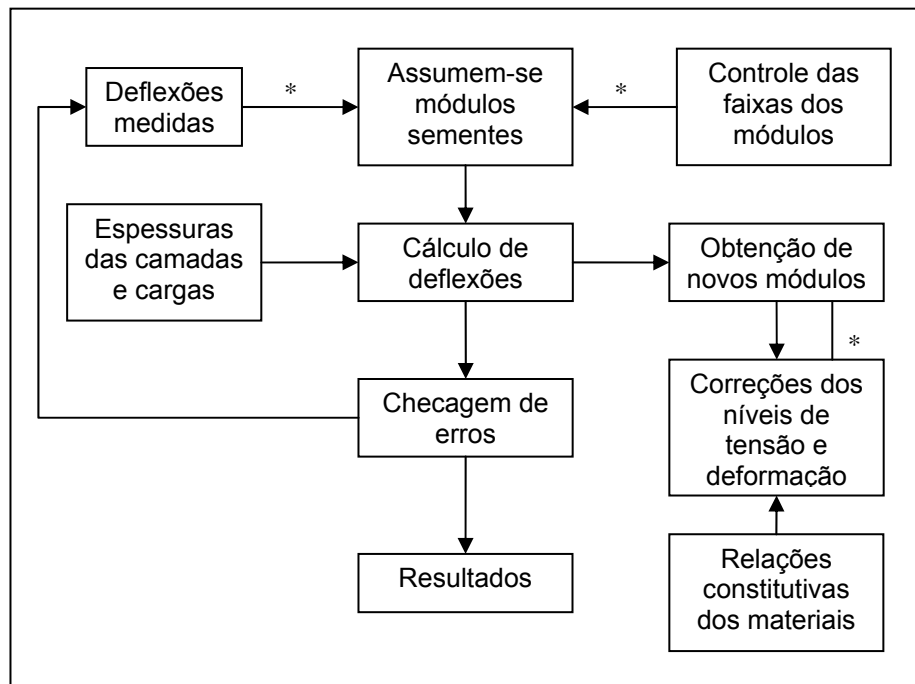 Deflexões
medidas
*
Assumem-se
módulos
sementes
*
Controle das
faixas dos
módulos
Espessuras
das camadas
e cargas
Cálculo de
deflexões
Obtenção de
novos módulos
*
Checagem de
erros
Correções dos
níveis de
tensão e
deformação
Resultados
Relações
constitutivas
dos materiais